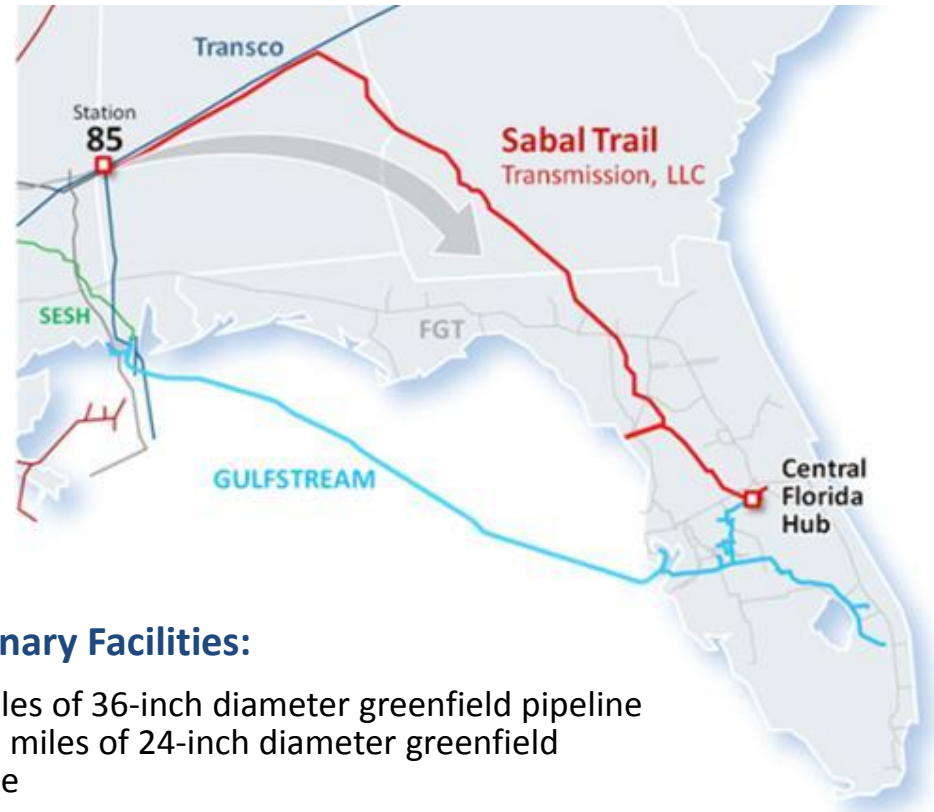 Transco
Station
85
Sabal Trail
Transmission, LLC
SESH
FGT
GULFSTREAM
Central
Florida
Hub
nary Facilities:
les of 36-inch diameter greenfield pipeline
miles of 24-inch diameter greenfield
e